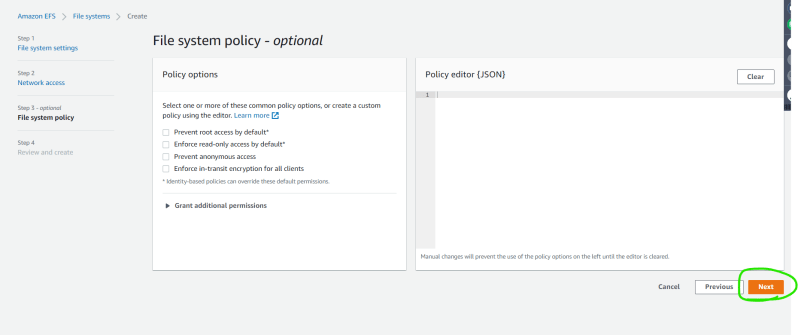 Amazon EFS > File systems > Create
Step 1
File system settings
Step 2
Network access
Step 3 - optional
File system policy
Step 4
Review and create
File system policy - optional
Policy options
Select one or more of these common policy options, or create a custom
policy using the editor. Learn more
Prevent root access by default*
Enforce read-only access by default*
Prevent anonymous access
Enforce in-transit encryption for all clients
* Identity-based policies can override these default permissions.
Grant additional permissions
Policy editor {JSON}
Clear
1
Manual changes will prevent the use of the policy options on the left until the editor is cleared.
Cancel
Previous
Next